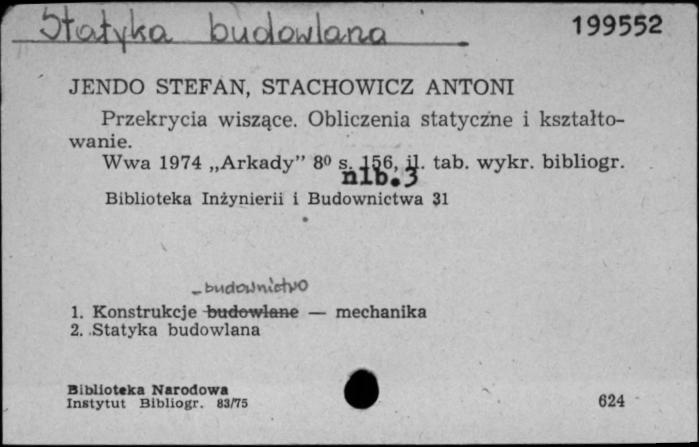 Statyka budowlana
199552
JENDO STEFAN, STACHOWICZ ANTONI
Przekrycia wiszące. Obliczenia statyczne i kształto-
wanie.
Wwa 1974 „Arkady” 8⁰ s. 156, il. tab. wykr. bibliogr.
nlb.3
Biblioteka Inżynierii i Budownictwa 31
- budownictwo
1. Konstrukcje budowlane — mechanika
2. Statyka budowlana
Biblioteka Narodowa
Instytut Bibliogr. 83/75
624